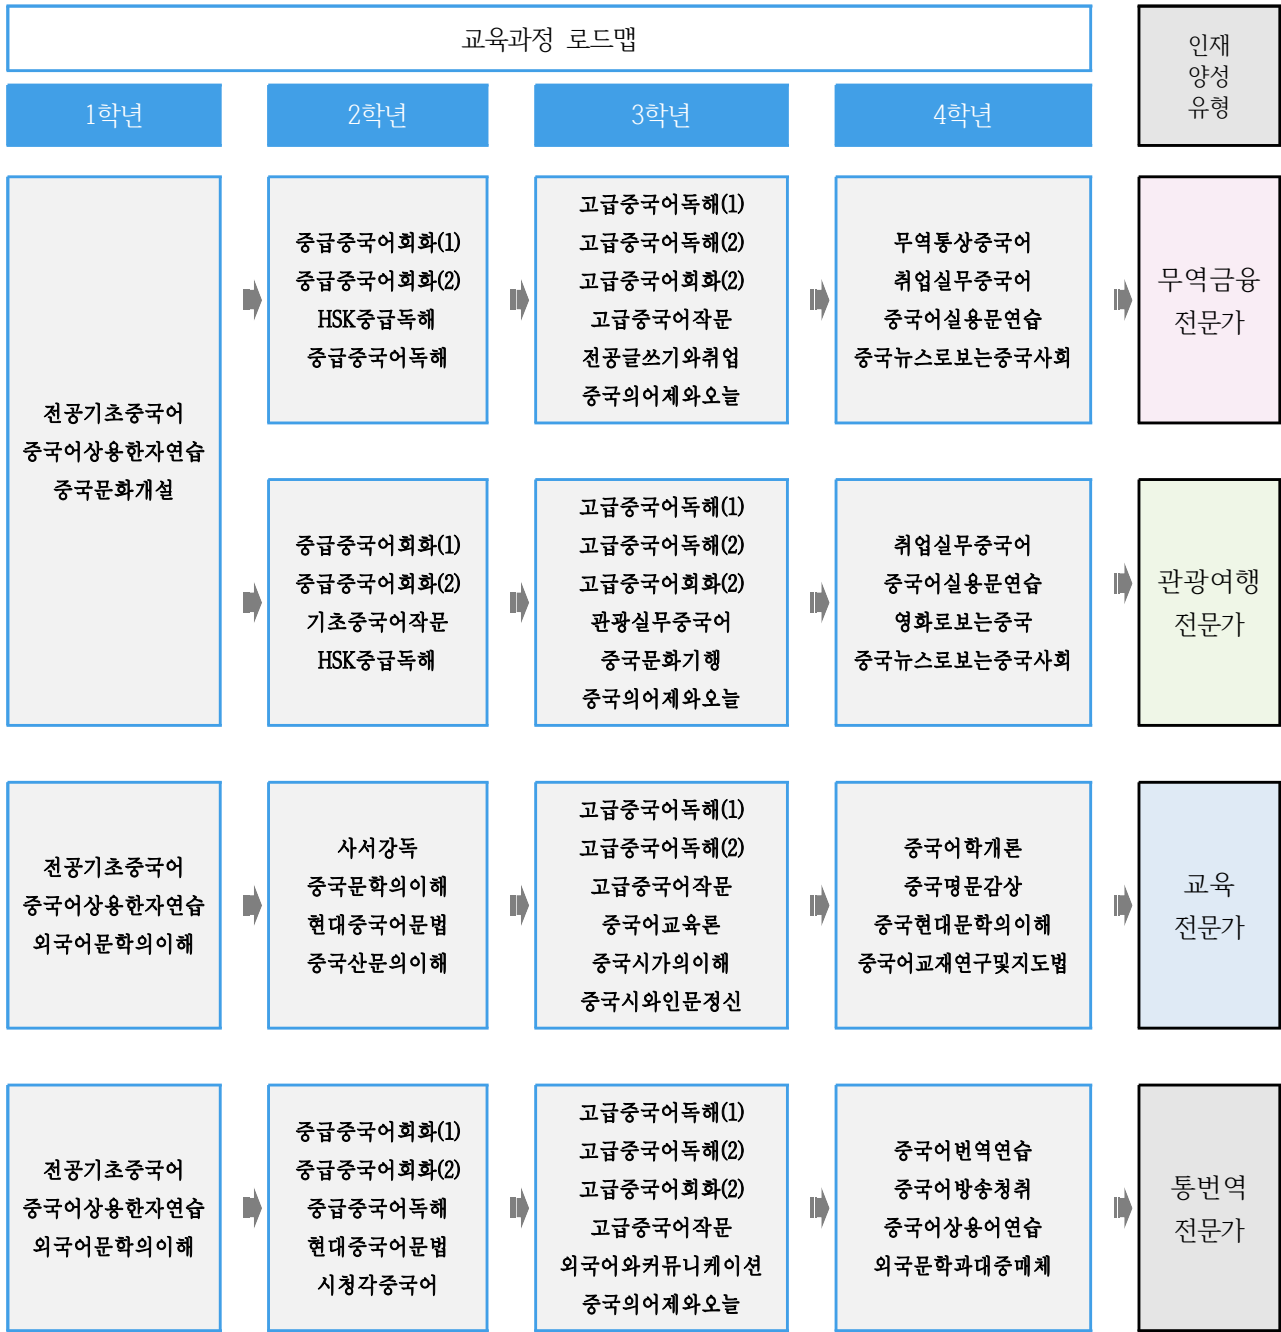 교육과정 로드맵
인재
양성
유형
1학년
2학년
3학년
4학년
전공기초중국어
중국어상용한자연습
중국문화개설
중급중국어회화(1)
중급중국어회화(2)
HSK중급독해
중급중국어독해
고급중국어독해(1)
고급중국어독해(2)
고급중국어회화(2)
고급중국어작문
전공글쓰기와취업
중국의어제와오늘
무역통상중국어
취업실무중국어
중국어실용문연습
중국뉴스로보는중국사회
무역금융
전문가
중급중국어회화(1)
중급중국어회화(2)
기초중국어작문
HSK중급독해
고급중국어독해(1)
고급중국어독해(2)
고급중국어회화(2)
관광실무중국어
중국문화기행
중국의어제와오늘
취업실무중국어
중국어실용문연습
영화로보는중국
중국뉴스로보는중국사회
관광여행
전문가
전공기초중국어
중국어상용한자연습
외국어문학의이해
사서강독
중국문학의이해
현대중국어문법
중국산문의이해
고급중국어독해(1)
고급중국어독해(2)
고급중국어작문
중국어교육론
중국시가의이해
중국시와인문정신
중국어학개론
중국명문감상
중국현대문학의이해
중국어교재연구및지도법
교육
전문가
전공기초중국어
중국어상용한자연습
외국어문학의이해
중급중국어회화(1)
중급중국어회화(2)
중급중국어독해
현대중국어문법
시청각중국어
고급중국어독해(1)
고급중국어독해(2)
고급중국어회화(2)
고급중국어작문
외국어와커뮤니케이션
중국의어제와오늘
중국어번역연습
중국어방송청취
중국어상용어연습
외국문학과대중매체
통번역
전문가